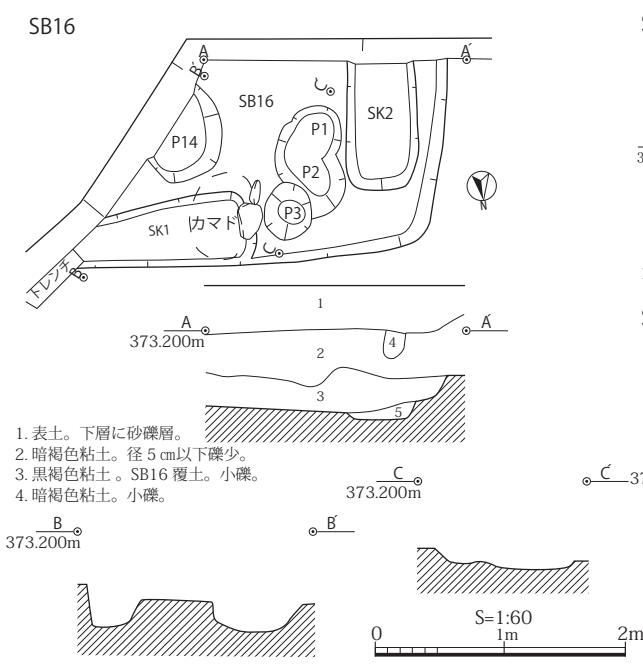 SB16
A
A´
B´
C´
SB16
SK2
P14
P1
P2
P3
カマド
SK1
C
B
トレンチ
N
1
A
A´
373.200m
4
2
3
5
1. 表土。下層に砂礫層。
2. 暗褐色粘土。径 5 ㎝以下礫少。
3. 黒褐色粘土 。SB16 覆土。小礫。
4. 暗褐色粘土。小礫。
C
C´
373.200m
37
B
B´
373.200m
S=1:60
0
1m
2m